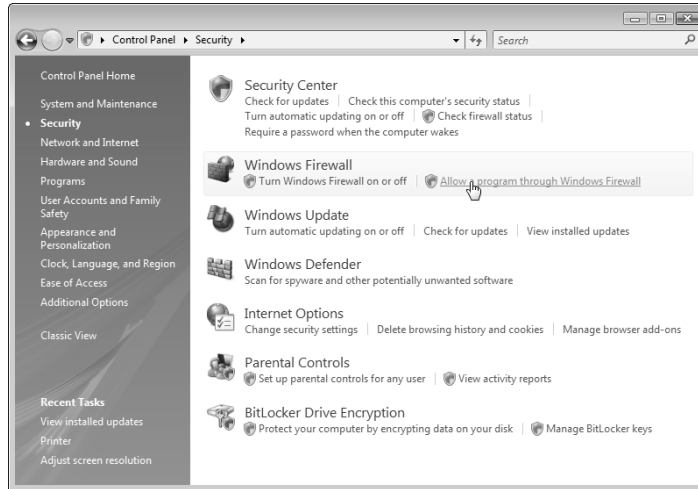 Control Panel ▸ Security ▸
Search
Control Panel Home
System and Maintenance
• Security
Network and Internet
Hardware and Sound
Programs
User Accounts and Family
Safety
Appearance and
Personalization
Clock, Language, and Region
Ease of Access
Additional Options
Classic View
Recent Tasks
View installed updates
Printer
Adjust screen resolution
Security Center
Check for updates | Check this computer's security status |
Turn automatic updating on or off | Check firewall status |
Require a password when the computer wakes
Windows Firewall
Turn Windows Firewall on or off | Allow a program through Windows Firewall
Windows Update
Turn automatic updating on or off | Check for updates | View installed updates
Windows Defender
Scan for spyware and other potentially unwanted software
Internet Options
Change security settings | Delete browsing history and cookies | Manage browser add-ons
Parental Controls
Set up parental controls for any user | View activity reports
BitLocker Drive Encryption
Protect your computer by encrypting data on your disk | Manage BitLocker keys